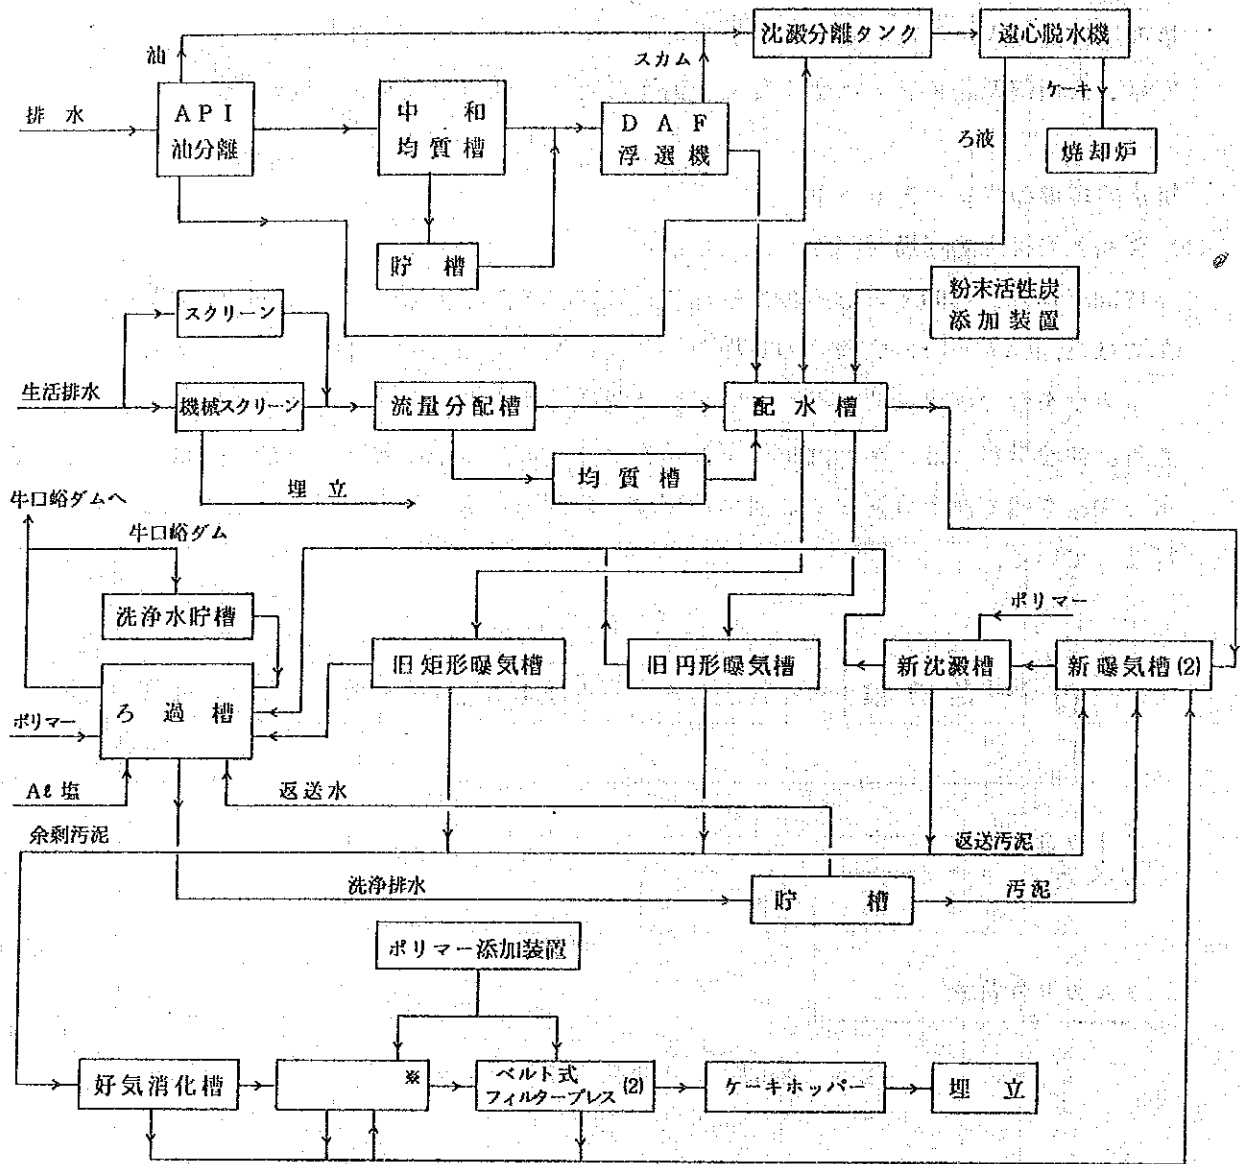 沈澱分離タンク
遠心脱水機
油
スカム
ケーキ
排水
API
油分離
中和
均質槽
DAF
浮選機
ろ液
焼却炉
貯槽
粉末活性炭
添加装置
スクリーン
生活排水
機械スクリーン
流量分配槽
配水槽
均質槽
埋立
牛口峪ダムへ
牛口峪ダム
洗浄水貯槽
ポリマー
旧矩形曝気槽
旧円形曝気槽
新沈澱槽
新曝気槽(2)
ろ過槽
ポリマー
Aℓ塩
返送水
余剰汚泥
返送汚泥
洗浄排水
貯槽
汚泥
ポリマー添加装置
好気消化槽
※
ベルト式
フィルタープレス(2)
ケーキホッパー
埋立